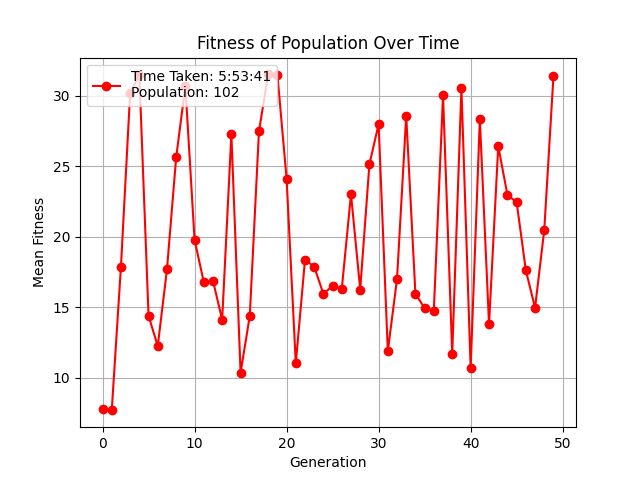 Fitness of Population Over Time
Time Taken: 5:53:41
Population: 102
30
25
20
15
10
Mean Fitness
0 10 20 30 40 50
Generation